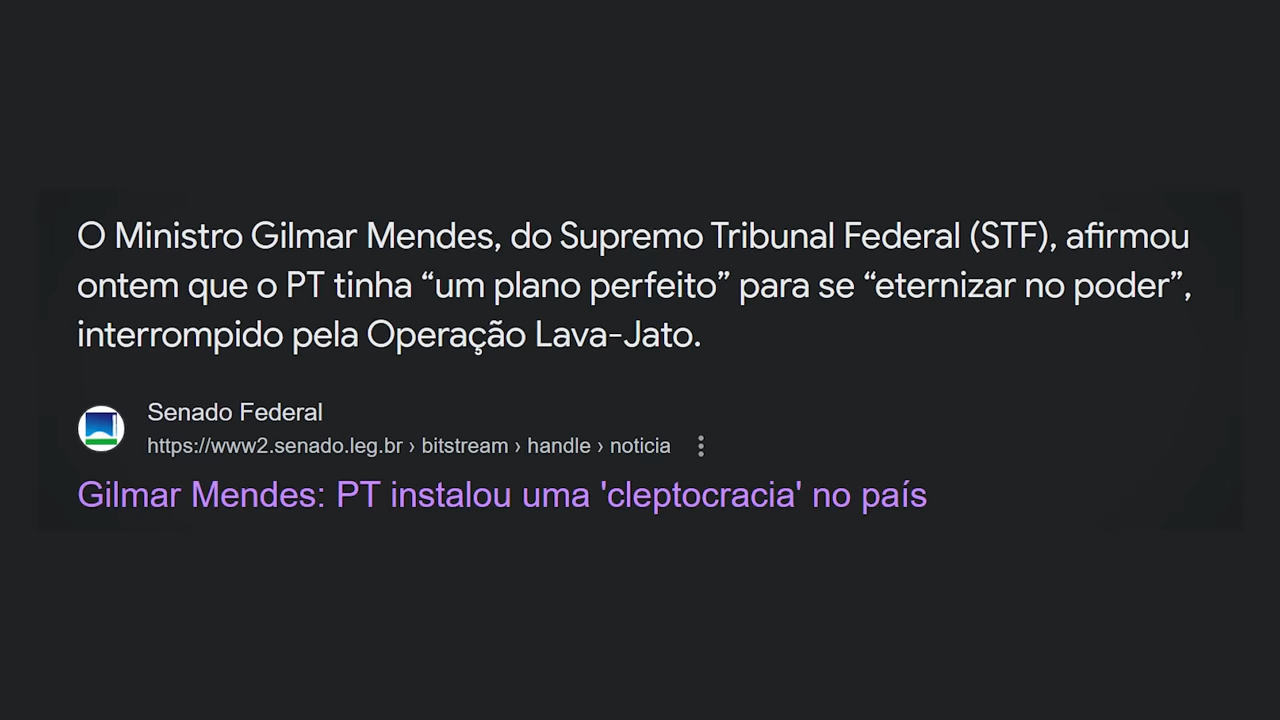 O Ministro Gilmar Mendes, do Supremo Tribunal Federal (STF), afirmou
ontem que o PT tinha “um plano perfeito” para se “eternizar no poder”,
interrompido pela Operação Lava-Jato.
Senado Federal
https://www2.senado.leg.br › bitstream › handle › noticia
Gilmar Mendes: PT instalou uma 'cleptocracia' no país